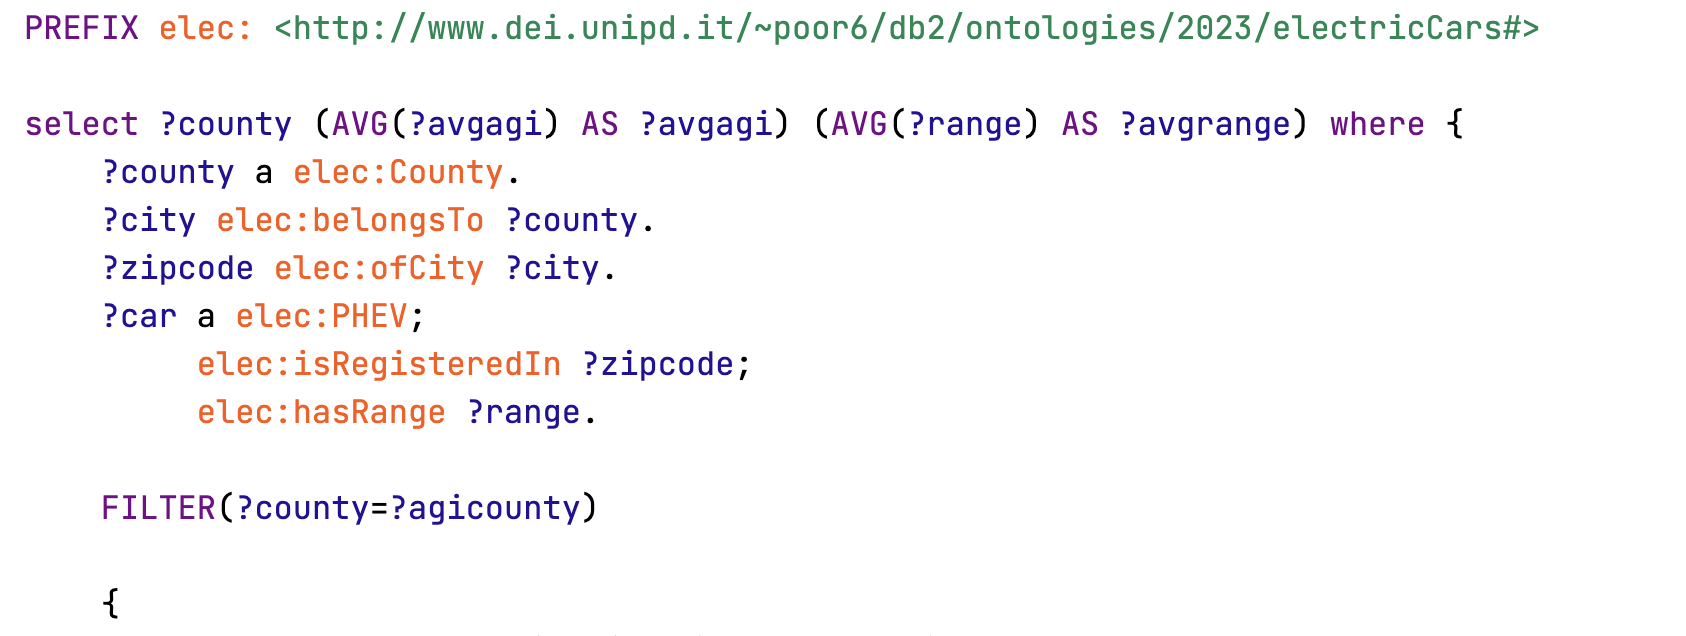 PREFIX elec: <http://www.dei.unipd.it/~poor6/db2/ontologies/2023/electricCars#>
select ?county (AVG(?avgagi) AS ?avgagi) (AVG(?range) AS ?avgrange) where {
?county a elec:County.
?city elec:belongsTo ?county.
?zipcode elec:ofCity ?city.
?car a elec:PHEV;
elec:isRegisteredIn ?zipcode;
elec:hasRange ?range.
FILTER(?county=?agicounty)
{